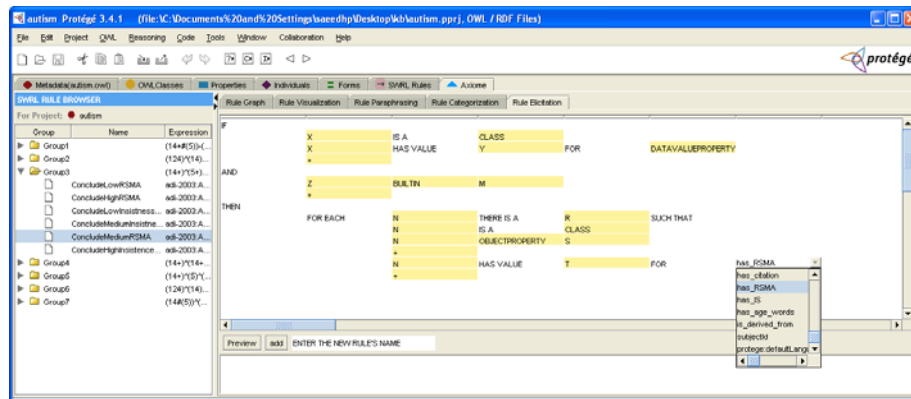 autism Protégé 3.4.1 (file:\C:\Documents%20and%20Settings\saeedhp\Desktop\kb\autism.pprj, OWL / RDF Files)
File Edit Project OWL Reasoning Code Tools Window Collaboration Help
protégé
Metadata(autism.owl) OWLClasses Properties Individuals Forms SWRL Rules Axiome
SWRL RULE BROWSER
For Project: autism
Group Name Expression
Group1 (14+#(5))-(...
Group2 (124)*(14)...
Group3 (14+)*(5+)...
ConcludeLowRSMA adi-2003:A...
ConcludeHighRSMA adi-2003:A...
ConcludeLowInsistness... adi-2003:A...
ConcludeMediumInsistne... adi-2003:A...
ConcludeMediumRSMA adi-2003:A...
ConcludeHighInsistence... adi-2003:A...
Group4 (14+)*(14+...
Group5 (14+)*(5)*(...
Group6 (124)*(14)...
Group7 (14#(5))*(...
Rule Graph Rule Visualization Rule Paraphrasing Rule Categorization Rule Elicitation
IF
X IS A CLASS
X HAS VALUE Y FOR DATAVALUEPROPERTY
+
AND
Z BUILTIN M
+
THEN
FOR EACH N THERE IS A R SUCH THAT
N IS A CLASS
N OBJECTPROPERTY S
+
N HAS VALUE T FOR has_RSMA
+
has_citation
has_RSMA
has_IS
has_age_words
is_derived_from
subjectId
protege:defaultLangu
Preview add ENTER THE NEW RULE'S NAME